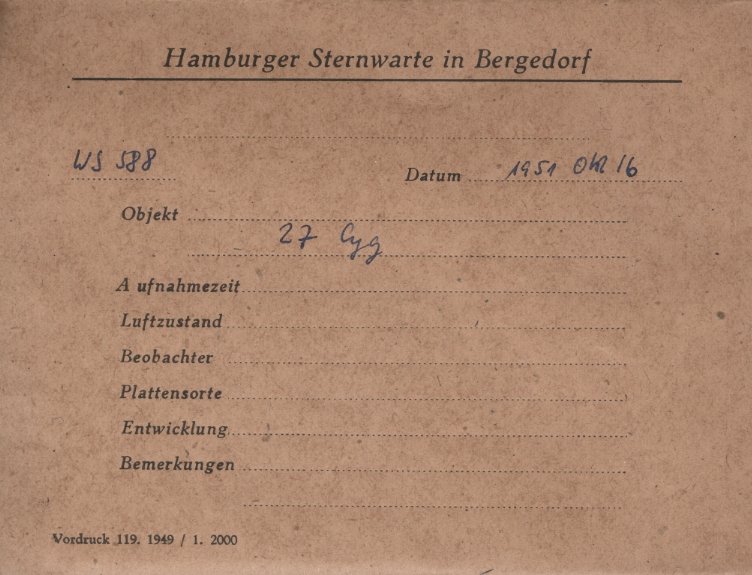 Hamburger Sternwarte in Bergedorf
WS 588 Datum 1951 Okt 16
Objekt
27 Cyg
Aufnahmezeit
Luftzustand
Beobachter
Plattensorte
Entwicklung
Bemerkungen
Vordruck 119. 1949 / 1. 2000